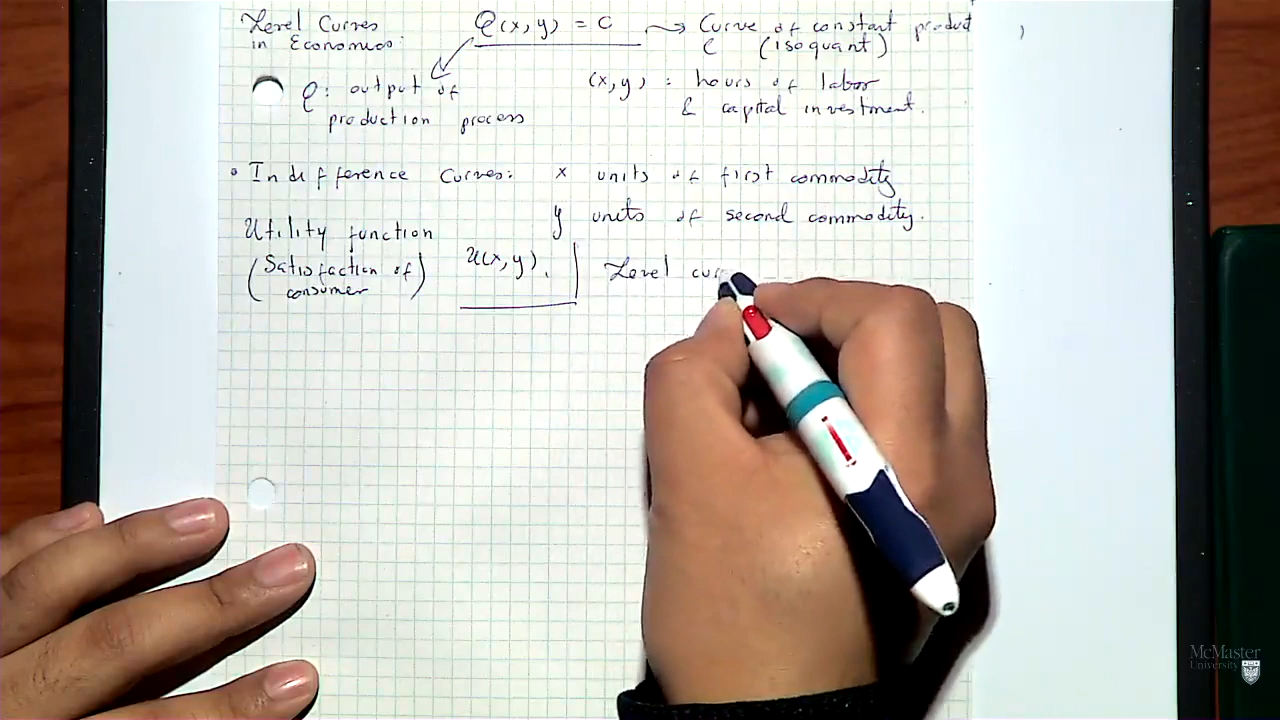 Level Curves Q(x, y) = C → Curve of constant product
in Economics: C (isoquant)
Q: output of (x, y) : hours of labor
production process & capital investment.
• Indifference Curves: x units of first commodity
y units of second commodity.
Utility function
(Satisfaction of consumer) U(x, y). Level cur
McMaster
University